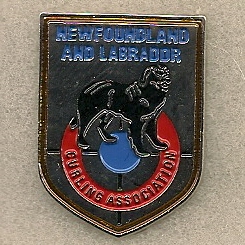 NEWFOUNDLAND
AND LABRADOR
CURLING ASSOCIATION